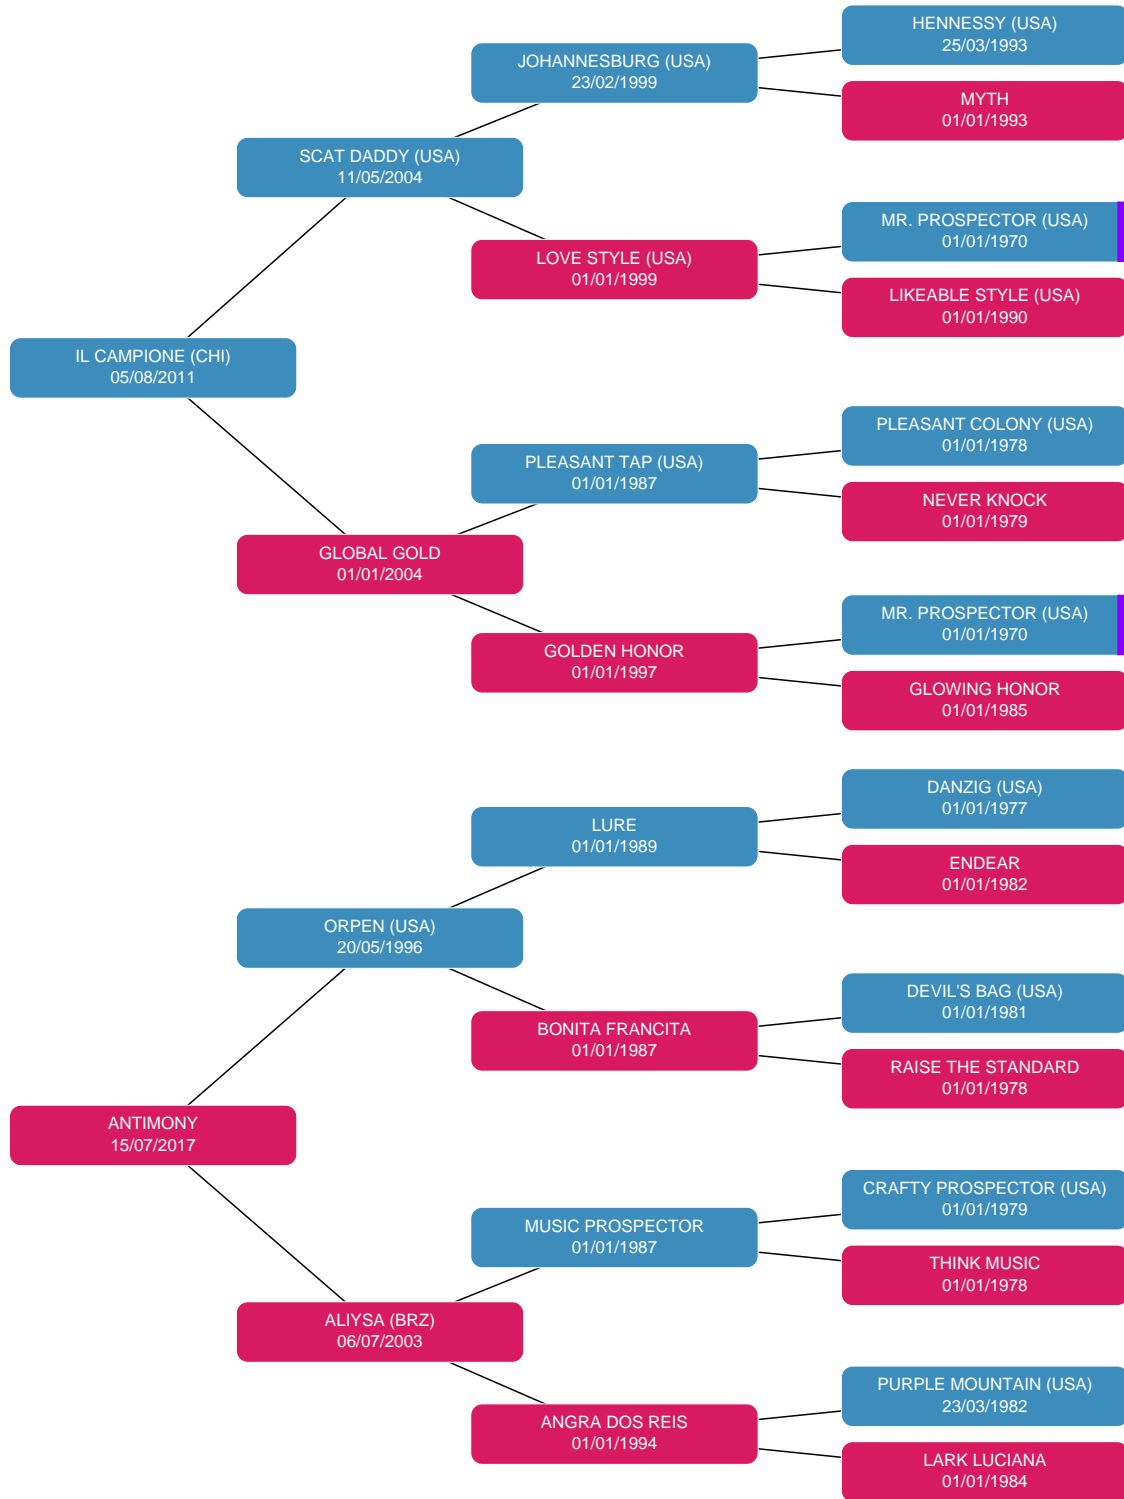 HENNESSY (USA)
25/03/1993
JOHANNESBURG (USA)
23/02/1999
MYTH
01/01/1993
SCAT DADDY (USA)
11/05/2004
MR. PROSPECTOR (USA)
01/01/1970
LOVE STYLE (USA)
01/01/1999
LIKEABLE STYLE (USA)
01/01/1990
IL CAMPIONE (CHI)
05/08/2011
PLEASANT COLONY (USA)
01/01/1978
PLEASANT TAP (USA)
01/01/1987
NEVER KNOCK
01/01/1979
GLOBAL GOLD
01/01/2004
MR. PROSPECTOR (USA)
01/01/1970
GOLDEN HONOR
01/01/1997
GLOWING HONOR
01/01/1985
DANZIG (USA)
01/01/1977
LURE
01/01/1989
ENDEAR
01/01/1982
ORPEN (USA)
20/05/1996
DEVIL'S BAG (USA)
01/01/1981
BONITA FRANCITA
01/01/1987
RAISE THE STANDARD
01/01/1978
ANTIMONY
15/07/2017
CRAFTY PROSPECTOR (USA)
01/01/1979
MUSIC PROSPECTOR
01/01/1987
THINK MUSIC
01/01/1978
ALIYSA (BRZ)
06/07/2003
PURPLE MOUNTAIN (USA)
23/03/1982
ANGRA DOS REIS
01/01/1994
LARK LUCIANA
01/01/1984